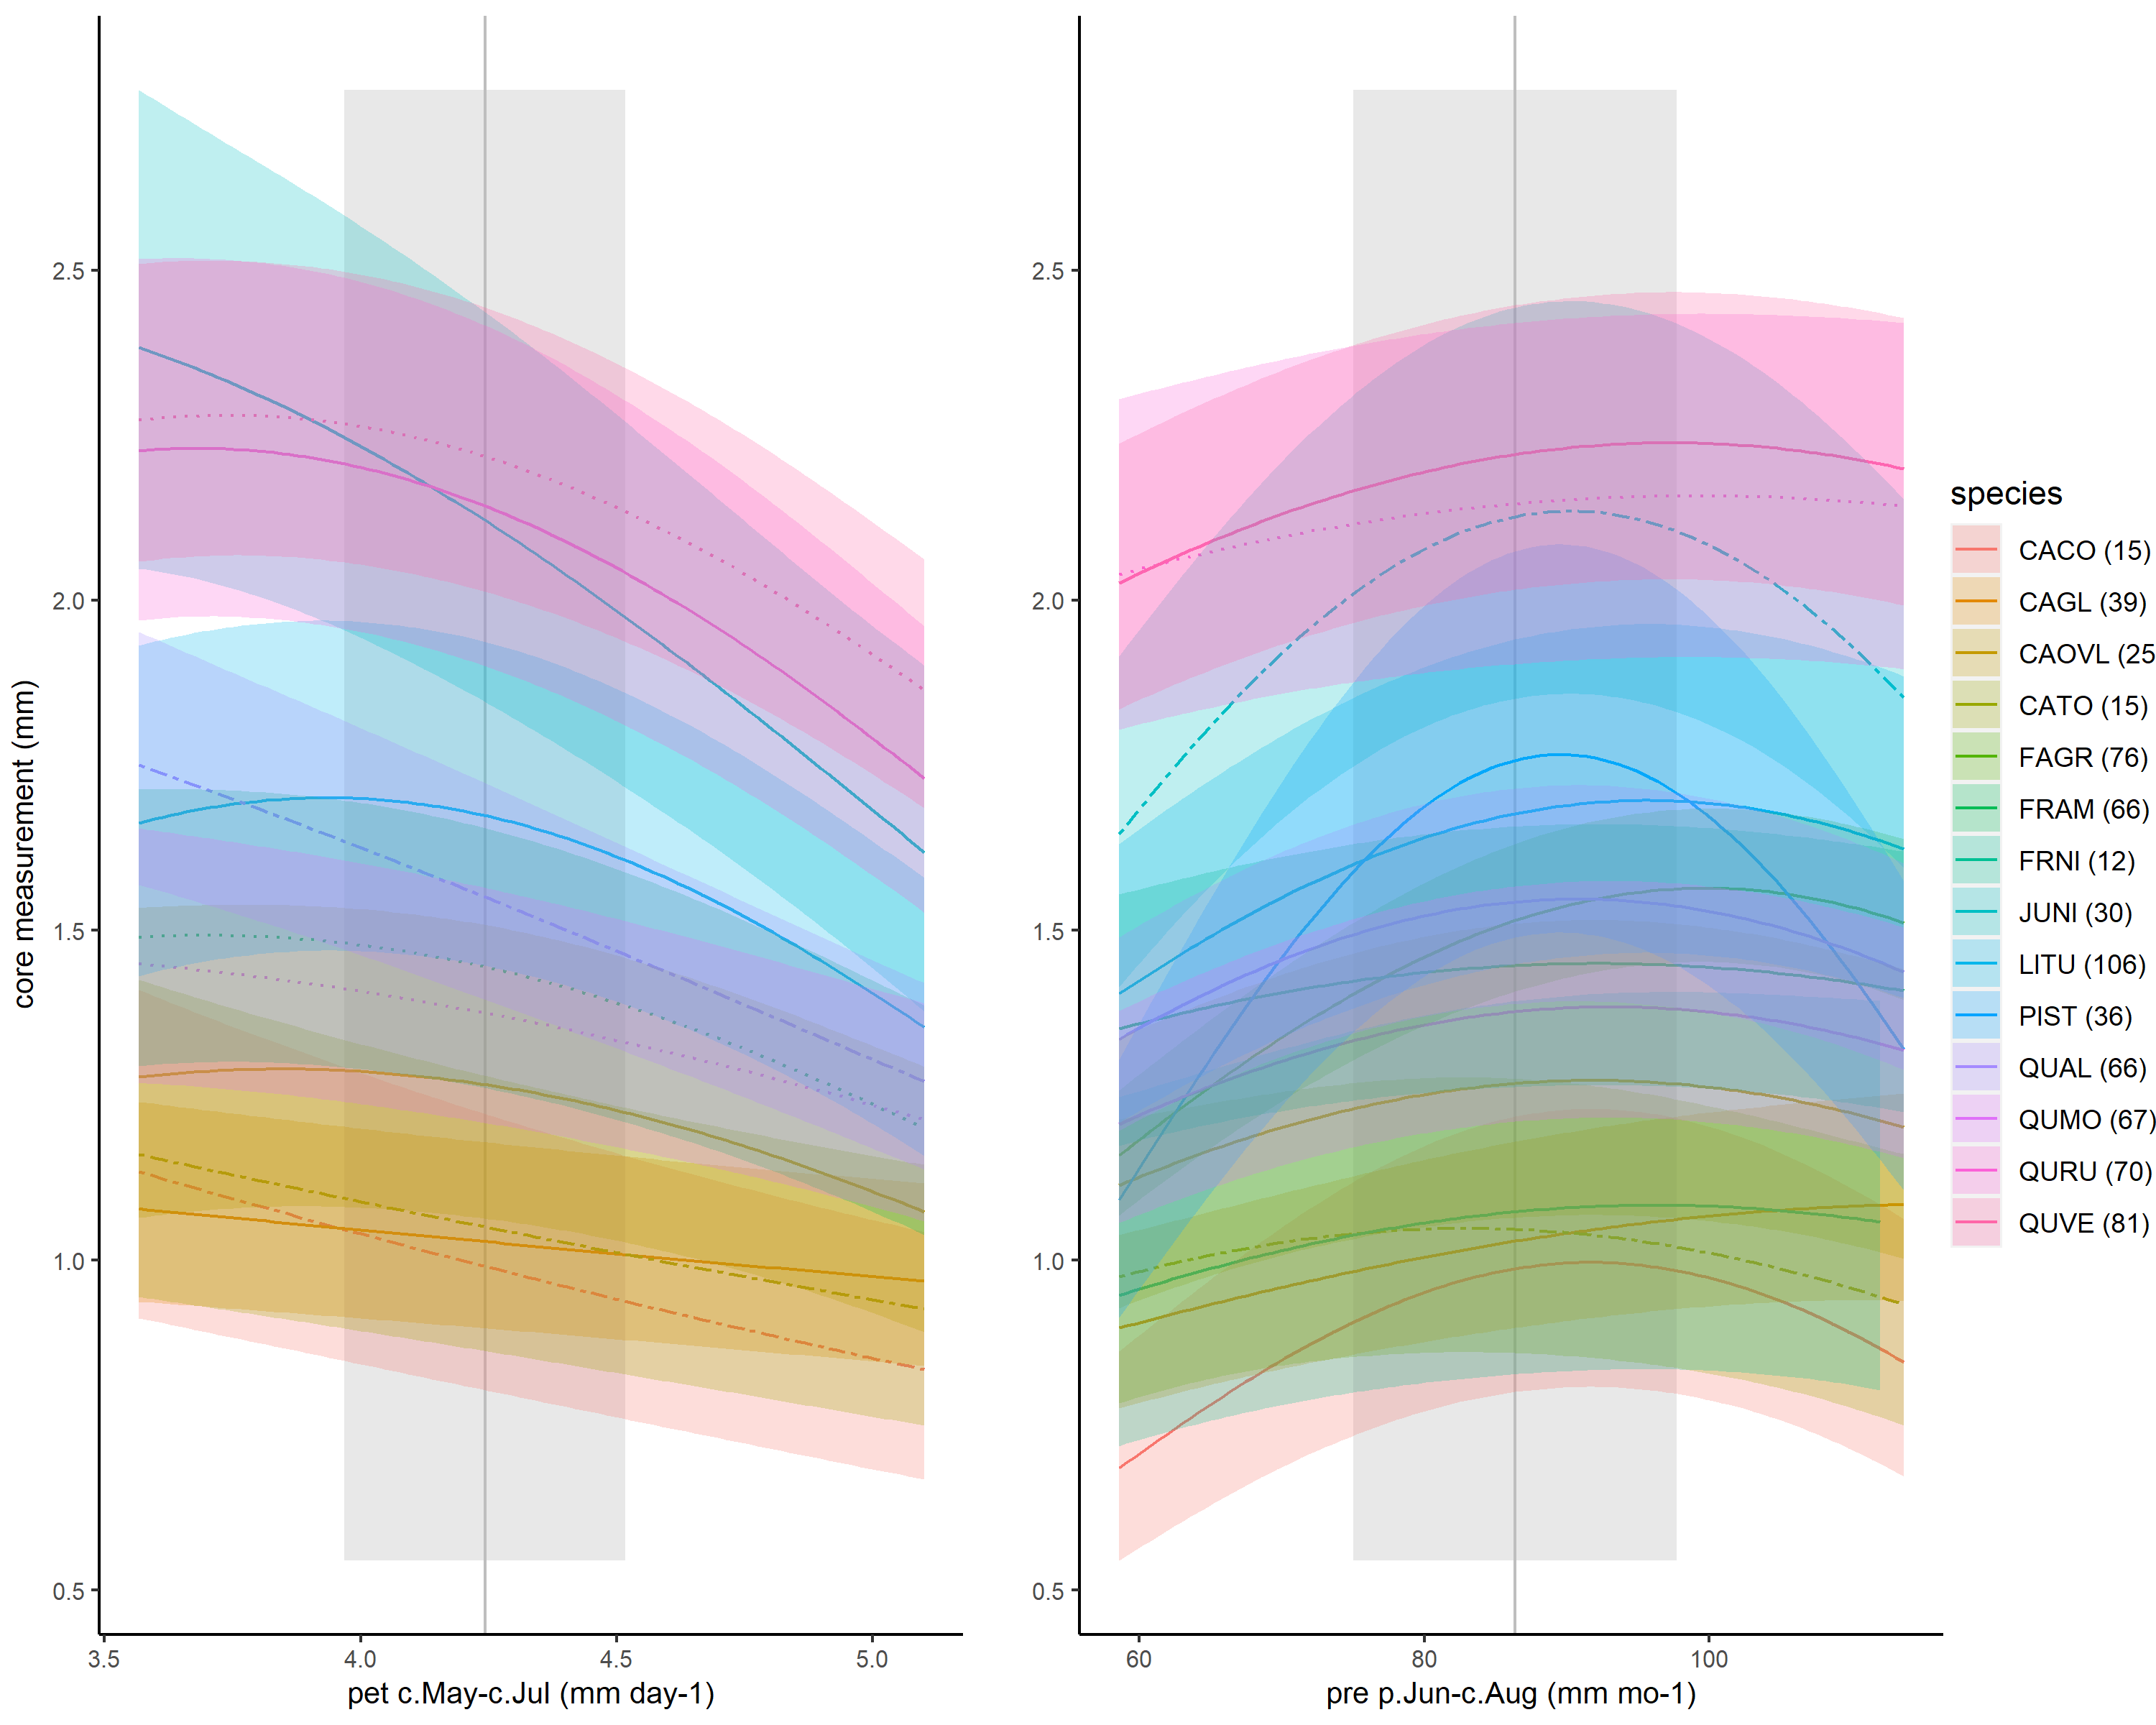 core measurement (mm)
2.5
2.0
1.5
1.0
0.5
3.5
4.0
4.5
5.0
pet c.May-c.Jul (mm day-1)
2.5
2.0
1.5
1.0
0.5
60
80
100
pre p.Jun-c.Aug (mm mo-1)
species
CACO (15)
CAGL (39)
CAOVL (25
CATO (15)
FAGR (76)
FRAM (66)
FRNI (12)
JUNI (30)
LITU (106)
PIST (36)
QUAL (66)
QUMO (67)
QURU (70)
QUVE (81)